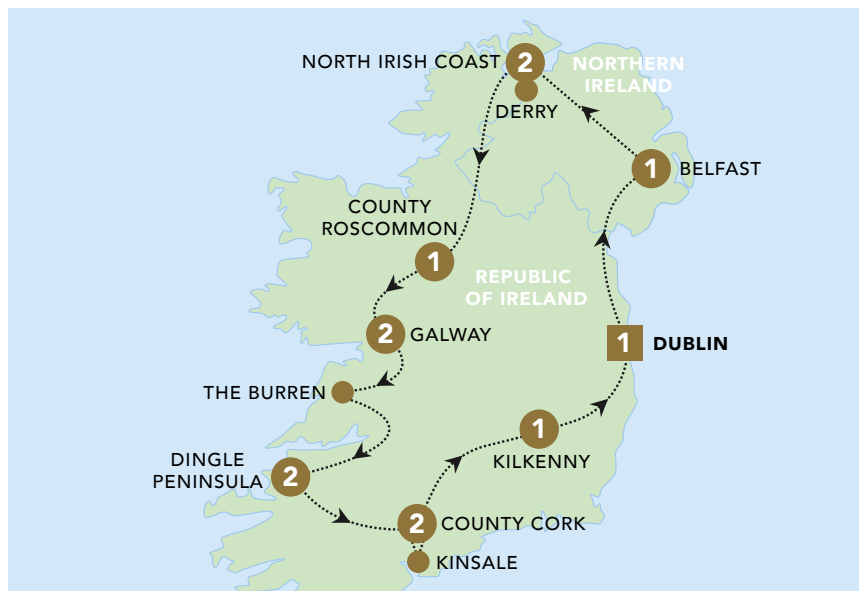 NORTH IRISH COAST
2
NORTHERN
IRELAND
DERRY
1
BELFAST
COUNTY
ROSCOMMON
1
REPUBLIC
OF IRELAND
2
GALWAY
1
DUBLIN
THE BURREN
1
KILKENNY
DINGLE
PENINSULA
2
2
COUNTY CORK
KINSALE